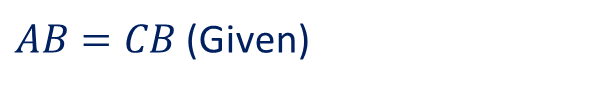 AB = CB (Given)